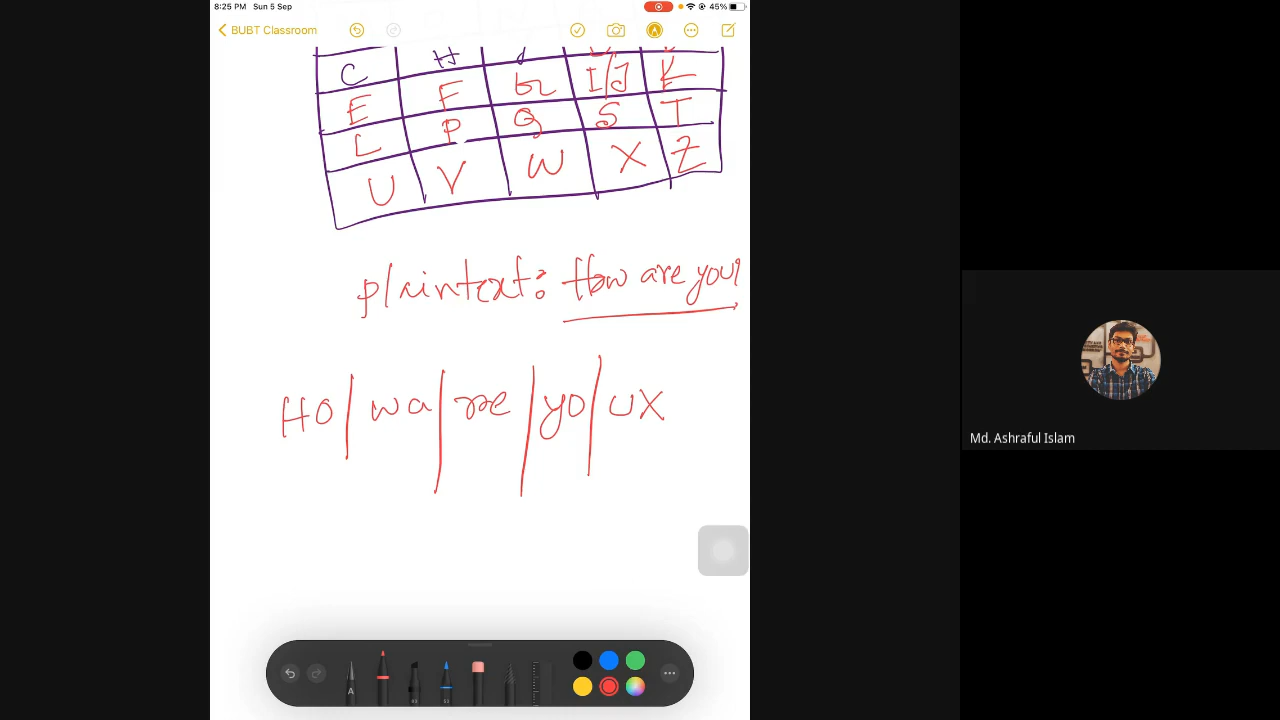 8:25 PM Sun 5 Sep 45%
BUBT Classroom
C H
E F G I/J K
L P Q S T
U V W X Z
plaintext: How are you?
HO | wa | re | yo | UX
Md. Ashraful Islam